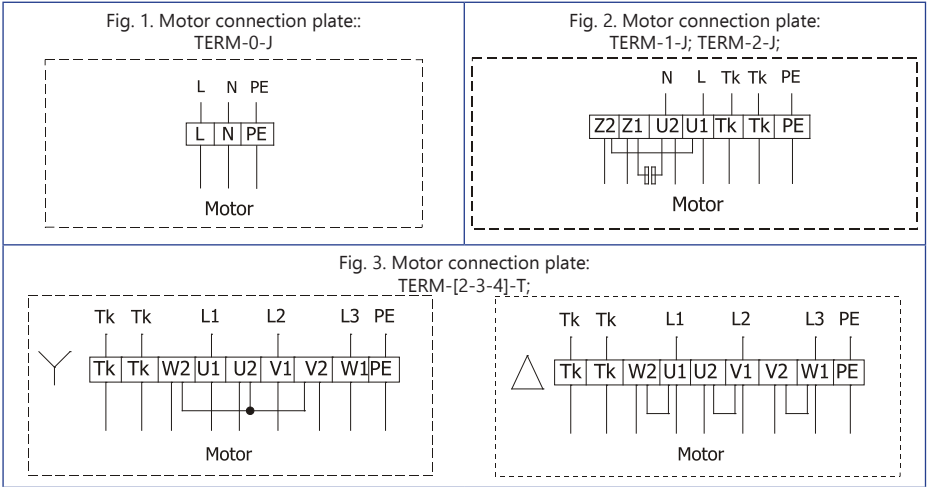 Fig. 1. Motor connection plate::
TERM-0-J
L N PE
L N PE
Motor
Fig. 2. Motor connection plate:
TERM-1-J; TERM-2-J;
N L Tk Tk PE
Z2 Z1 U2 U1 Tk Tk PE
Motor
Fig. 3. Motor connection plate:
TERM-[2-3-4]-T;
Tk Tk L1 L2 L3 PE
Tk Tk W2 U1 U2 V1 V2 W1 PE
Motor
Tk Tk L1 L2 L3 PE
Tk Tk W2 U1 U2 V1 V2 W1 PE
Motor